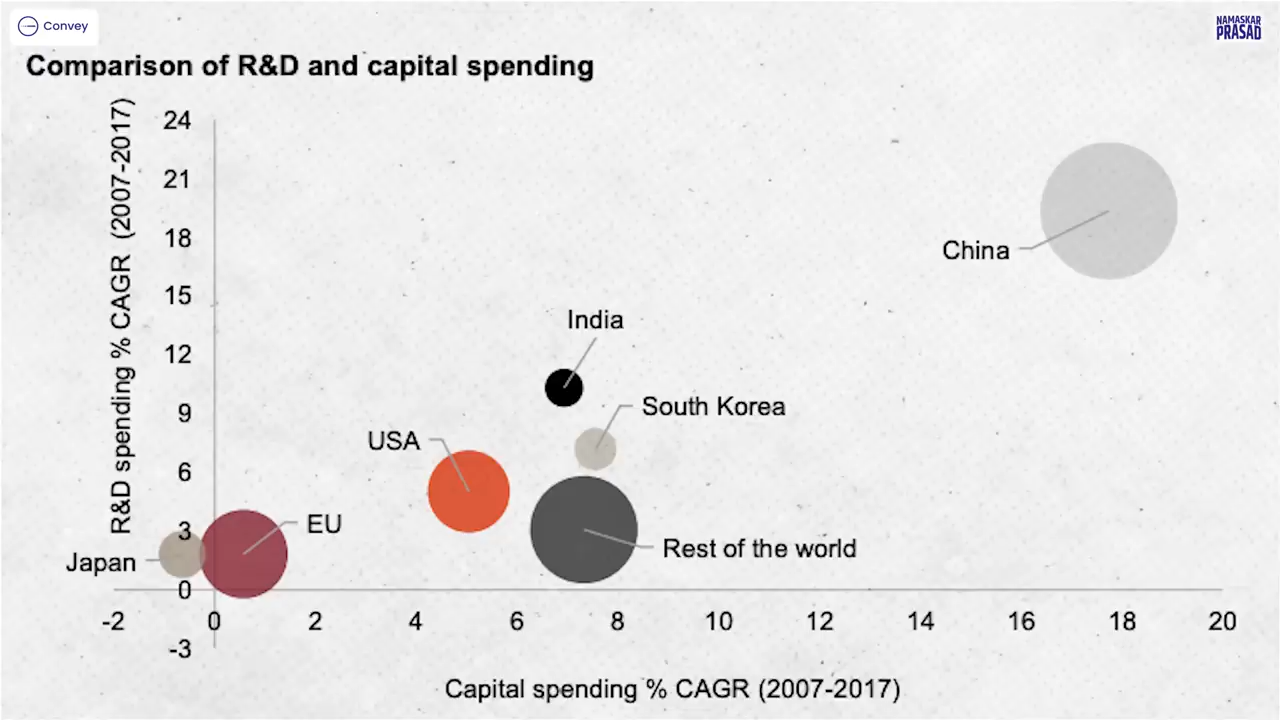 Convey
NAMASKAR
PRASAD
Comparison of R&D and capital spending
R&D spending % CAGR (2007-2017)
24
21
18
15
12
9
6
3
0
-3
China
India
South Korea
USA
EU
Rest of the world
Japan
-2 0 2 4 6 8 10 12 14 16 18 20
Capital spending % CAGR (2007-2017)